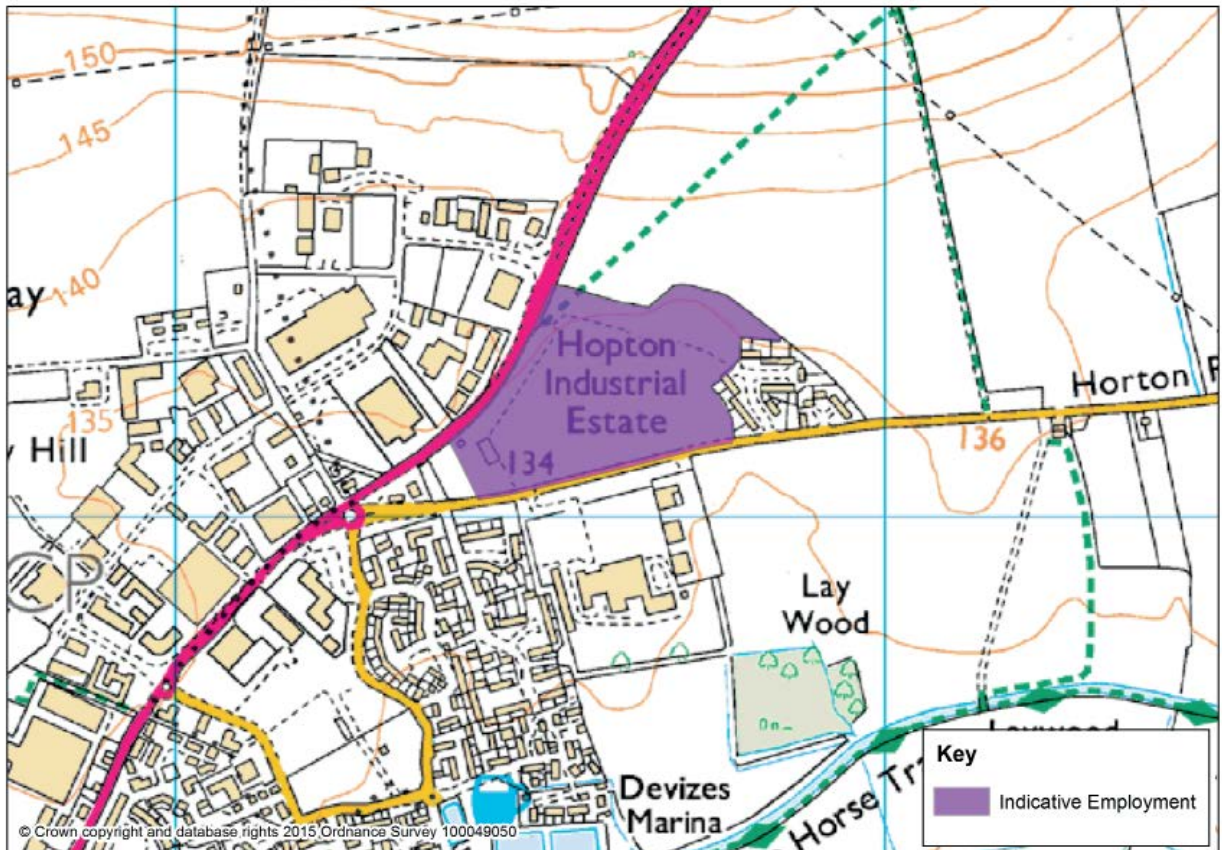 150
145
140
ay
135
Hopton
Industrial
Estate
Horton
136
134
y Hill
CP
Lay
Wood
Devizes
Marina
Horse
Key
Indicative Employment
© Crown copyright and database rights 2015 Ordnance Survey 100049050